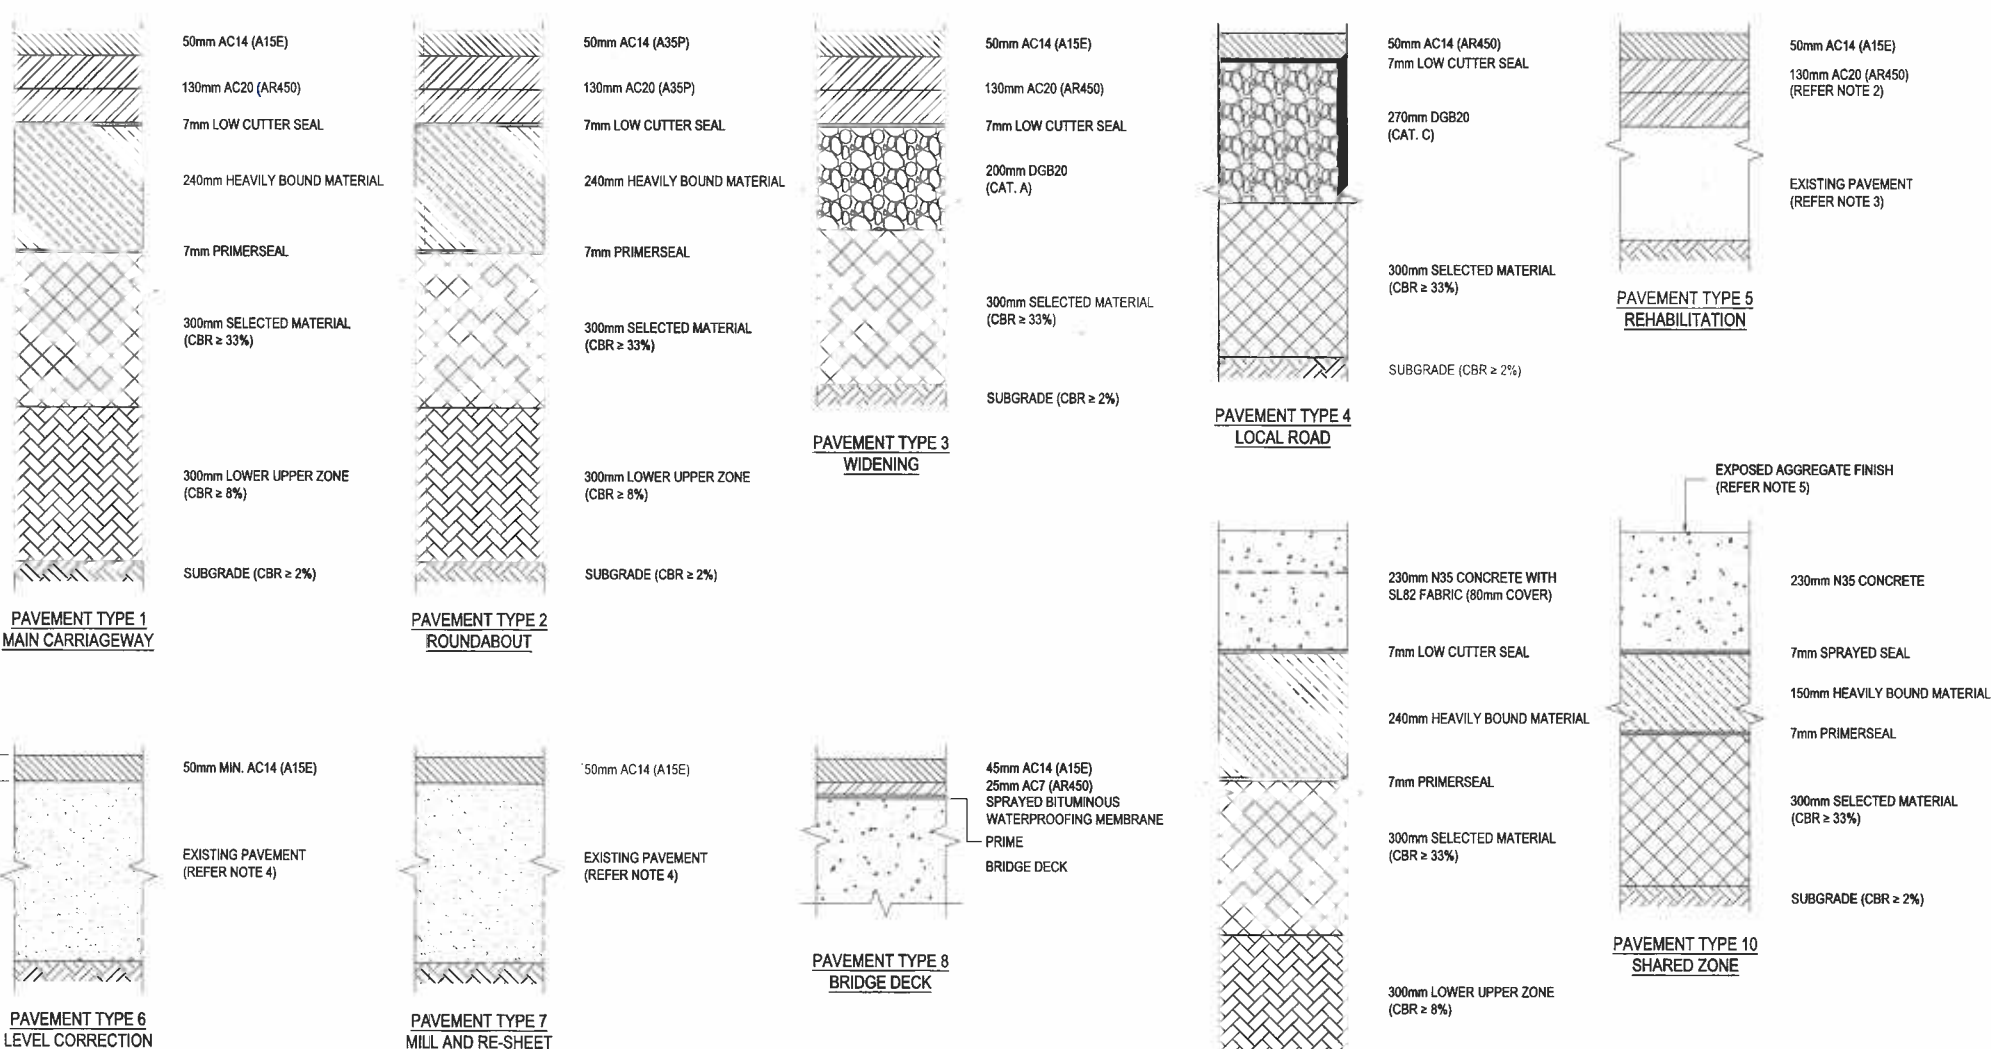 50mm AC14 (A15E)
130mm AC20 (AR450)
7mm LOW CUTTER SEAL
240mm HEAVILY BOUND MATERIAL
7mm PRIMERSEAL
300mm SELECTED MATERIAL
(CBR ≥ 33%)
300mm LOWER UPPER ZONE
(CBR ≥ 8%)
SUBGRADE (CBR ≥ 2%)
PAVEMENT TYPE 1
MAIN CARRIAGEWAY
50mm AC14 (A35P)
130mm AC20 (A35P)
7mm LOW CUTTER SEAL
240mm HEAVILY BOUND MATERIAL
7mm PRIMERSEAL
300mm SELECTED MATERIAL
(CBR ≥ 33%)
300mm LOWER UPPER ZONE
(CBR ≥ 8%)
SUBGRADE (CBR ≥ 2%)
PAVEMENT TYPE 2
ROUNDABOUT
50mm AC14 (A15E)
130mm AC20 (AR450)
7mm LOW CUTTER SEAL
200mm DGB20
(CAT. A)
300mm SELECTED MATERIAL
(CBR ≥ 33%)
SUBGRADE (CBR ≥ 2%)
PAVEMENT TYPE 3
WIDENING
50mm AC14 (AR450)
7mm LOW CUTTER SEAL
270mm DGB20
(CAT. C)
300mm SELECTED MATERIAL
(CBR ≥ 33%)
SUBGRADE (CBR ≥ 2%)
PAVEMENT TYPE 4
LOCAL ROAD
50mm AC14 (A15E)
130mm AC20 (AR450)
(REFER NOTE 2)
EXISTING PAVEMENT
(REFER NOTE 3)
PAVEMENT TYPE 5
REHABILITATION
50mm MIN. AC14 (A15E)
EXISTING PAVEMENT
(REFER NOTE 4)
PAVEMENT TYPE 6
LEVEL CORRECTION
50mm AC14 (A15E)
EXISTING PAVEMENT
(REFER NOTE 4)
PAVEMENT TYPE 7
MILL AND RE-SHEET
45mm AC14 (A15E)
25mm AC7 (AR450)
SPRAYED BITUMINOUS
WATERPROOFING MEMBRANE
PRIME
BRIDGE DECK
PAVEMENT TYPE 8
BRIDGE DECK
230mm N35 CONCRETE WITH
SL82 FABRIC (80mm COVER)
7mm LOW CUTTER SEAL
240mm HEAVILY BOUND MATERIAL
7mm PRIMERSEAL
300mm SELECTED MATERIAL
(CBR ≥ 33%)
300mm LOWER UPPER ZONE
(CBR ≥ 8%)
EXPOSED AGGREGATE FINISH
(REFER NOTE 5)
230mm N35 CONCRETE
7mm SPRAYED SEAL
150mm HEAVILY BOUND MATERIAL
7mm PRIMERSEAL
300mm SELECTED MATERIAL
(CBR ≥ 33%)
SUBGRADE (CBR ≥ 2%)
PAVEMENT TYPE 10
SHARED ZONE